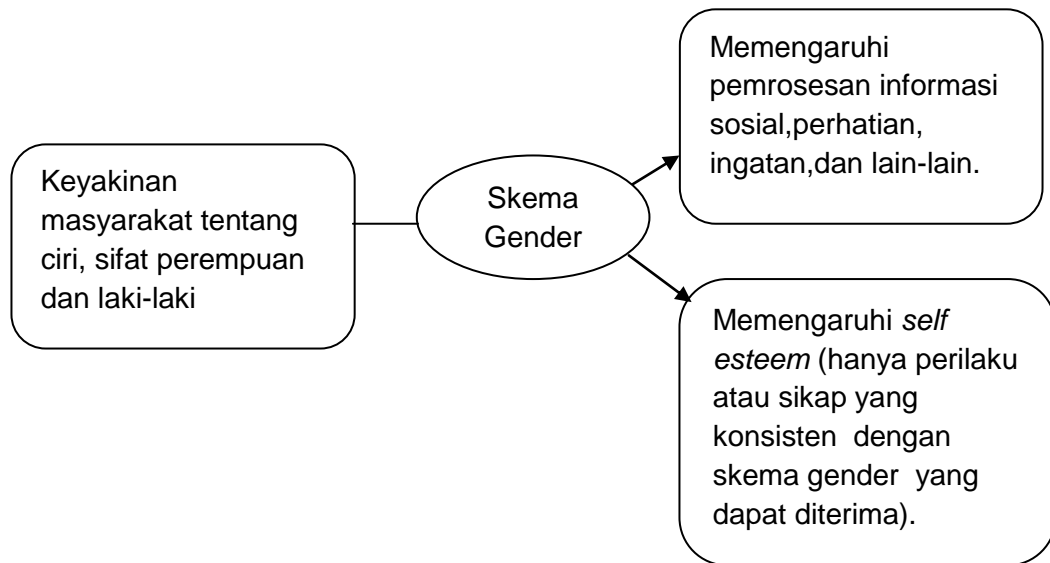 Keyakinan
masyarakat tentang
ciri, sifat perempuan
dan laki-laki
Skema
Gender
Memengaruhi
pemrosesan informasi
sosial,perhatian,
ingatan,dan lain-lain.
Memengaruhi self
esteem (hanya perilaku
atau sikap yang
konsisten dengan
skema gender yang
dapat diterima).